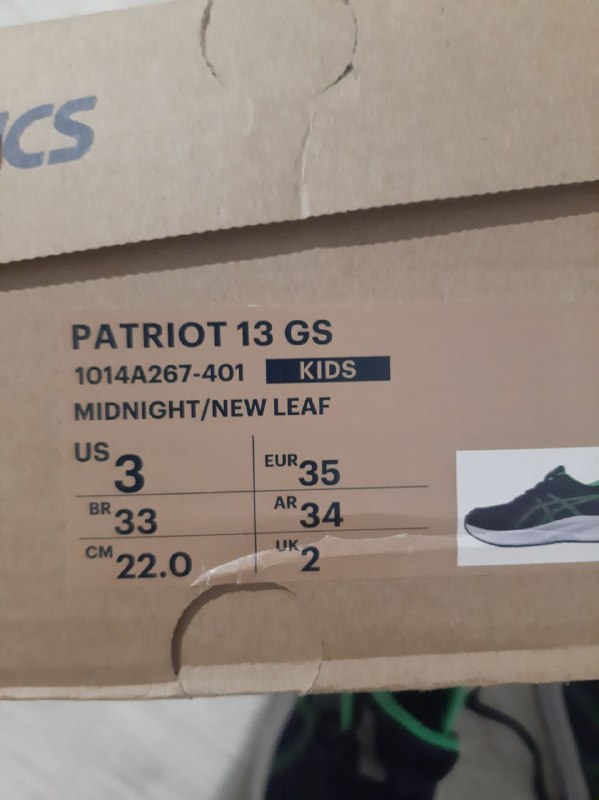 ICS
PATRIOT 13 GS
1014A267-401 KIDS
MIDNIGHT/NEW LEAF
US 3 EUR 35
BR 33 AR 34
CM 22.0 UK 2